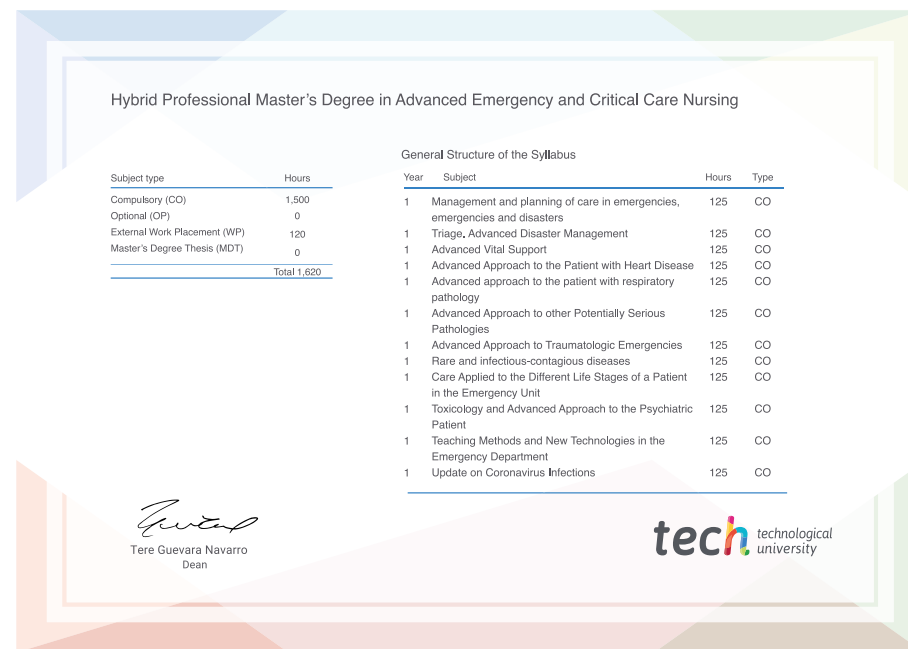 Hybrid Professional Master's Degree in Advanced Emergency and Critical Care Nursing
Subject type Hours
Compulsory (CO) 1,500
Optional (OP) 0
External Work Placement (WP) 120
Master's Degree Thesis (MDT) 0
Total 1,620
General Structure of the Syllabus
Year Subject Hours Type
1 Management and planning of care in emergencies, 125 CO
emergencies and disasters
1 Triage. Advanced Disaster Management 125 CO
1 Advanced Vital Support 125 CO
1 Advanced Approach to the Patient with Heart Disease 125 CO
1 Advanced approach to the patient with respiratory 125 CO
pathology
1 Advanced Approach to other Potentially Serious 125 CO
Pathologies
1 Advanced Approach to Traumatologic Emergencies 125 CO
1 Rare and infectious-contagious diseases 125 CO
1 Care Applied to the Different Life Stages of a Patient 125 CO
in the Emergency Unit
1 Toxicology and Advanced Approach to the Psychiatric 125 CO
Patient
1 Teaching Methods and New Technologies in the 125 CO
Emergency Department
1 Update on Coronavirus Infections 125 CO
Tere Guevara Navarro
Dean
tech technological
university